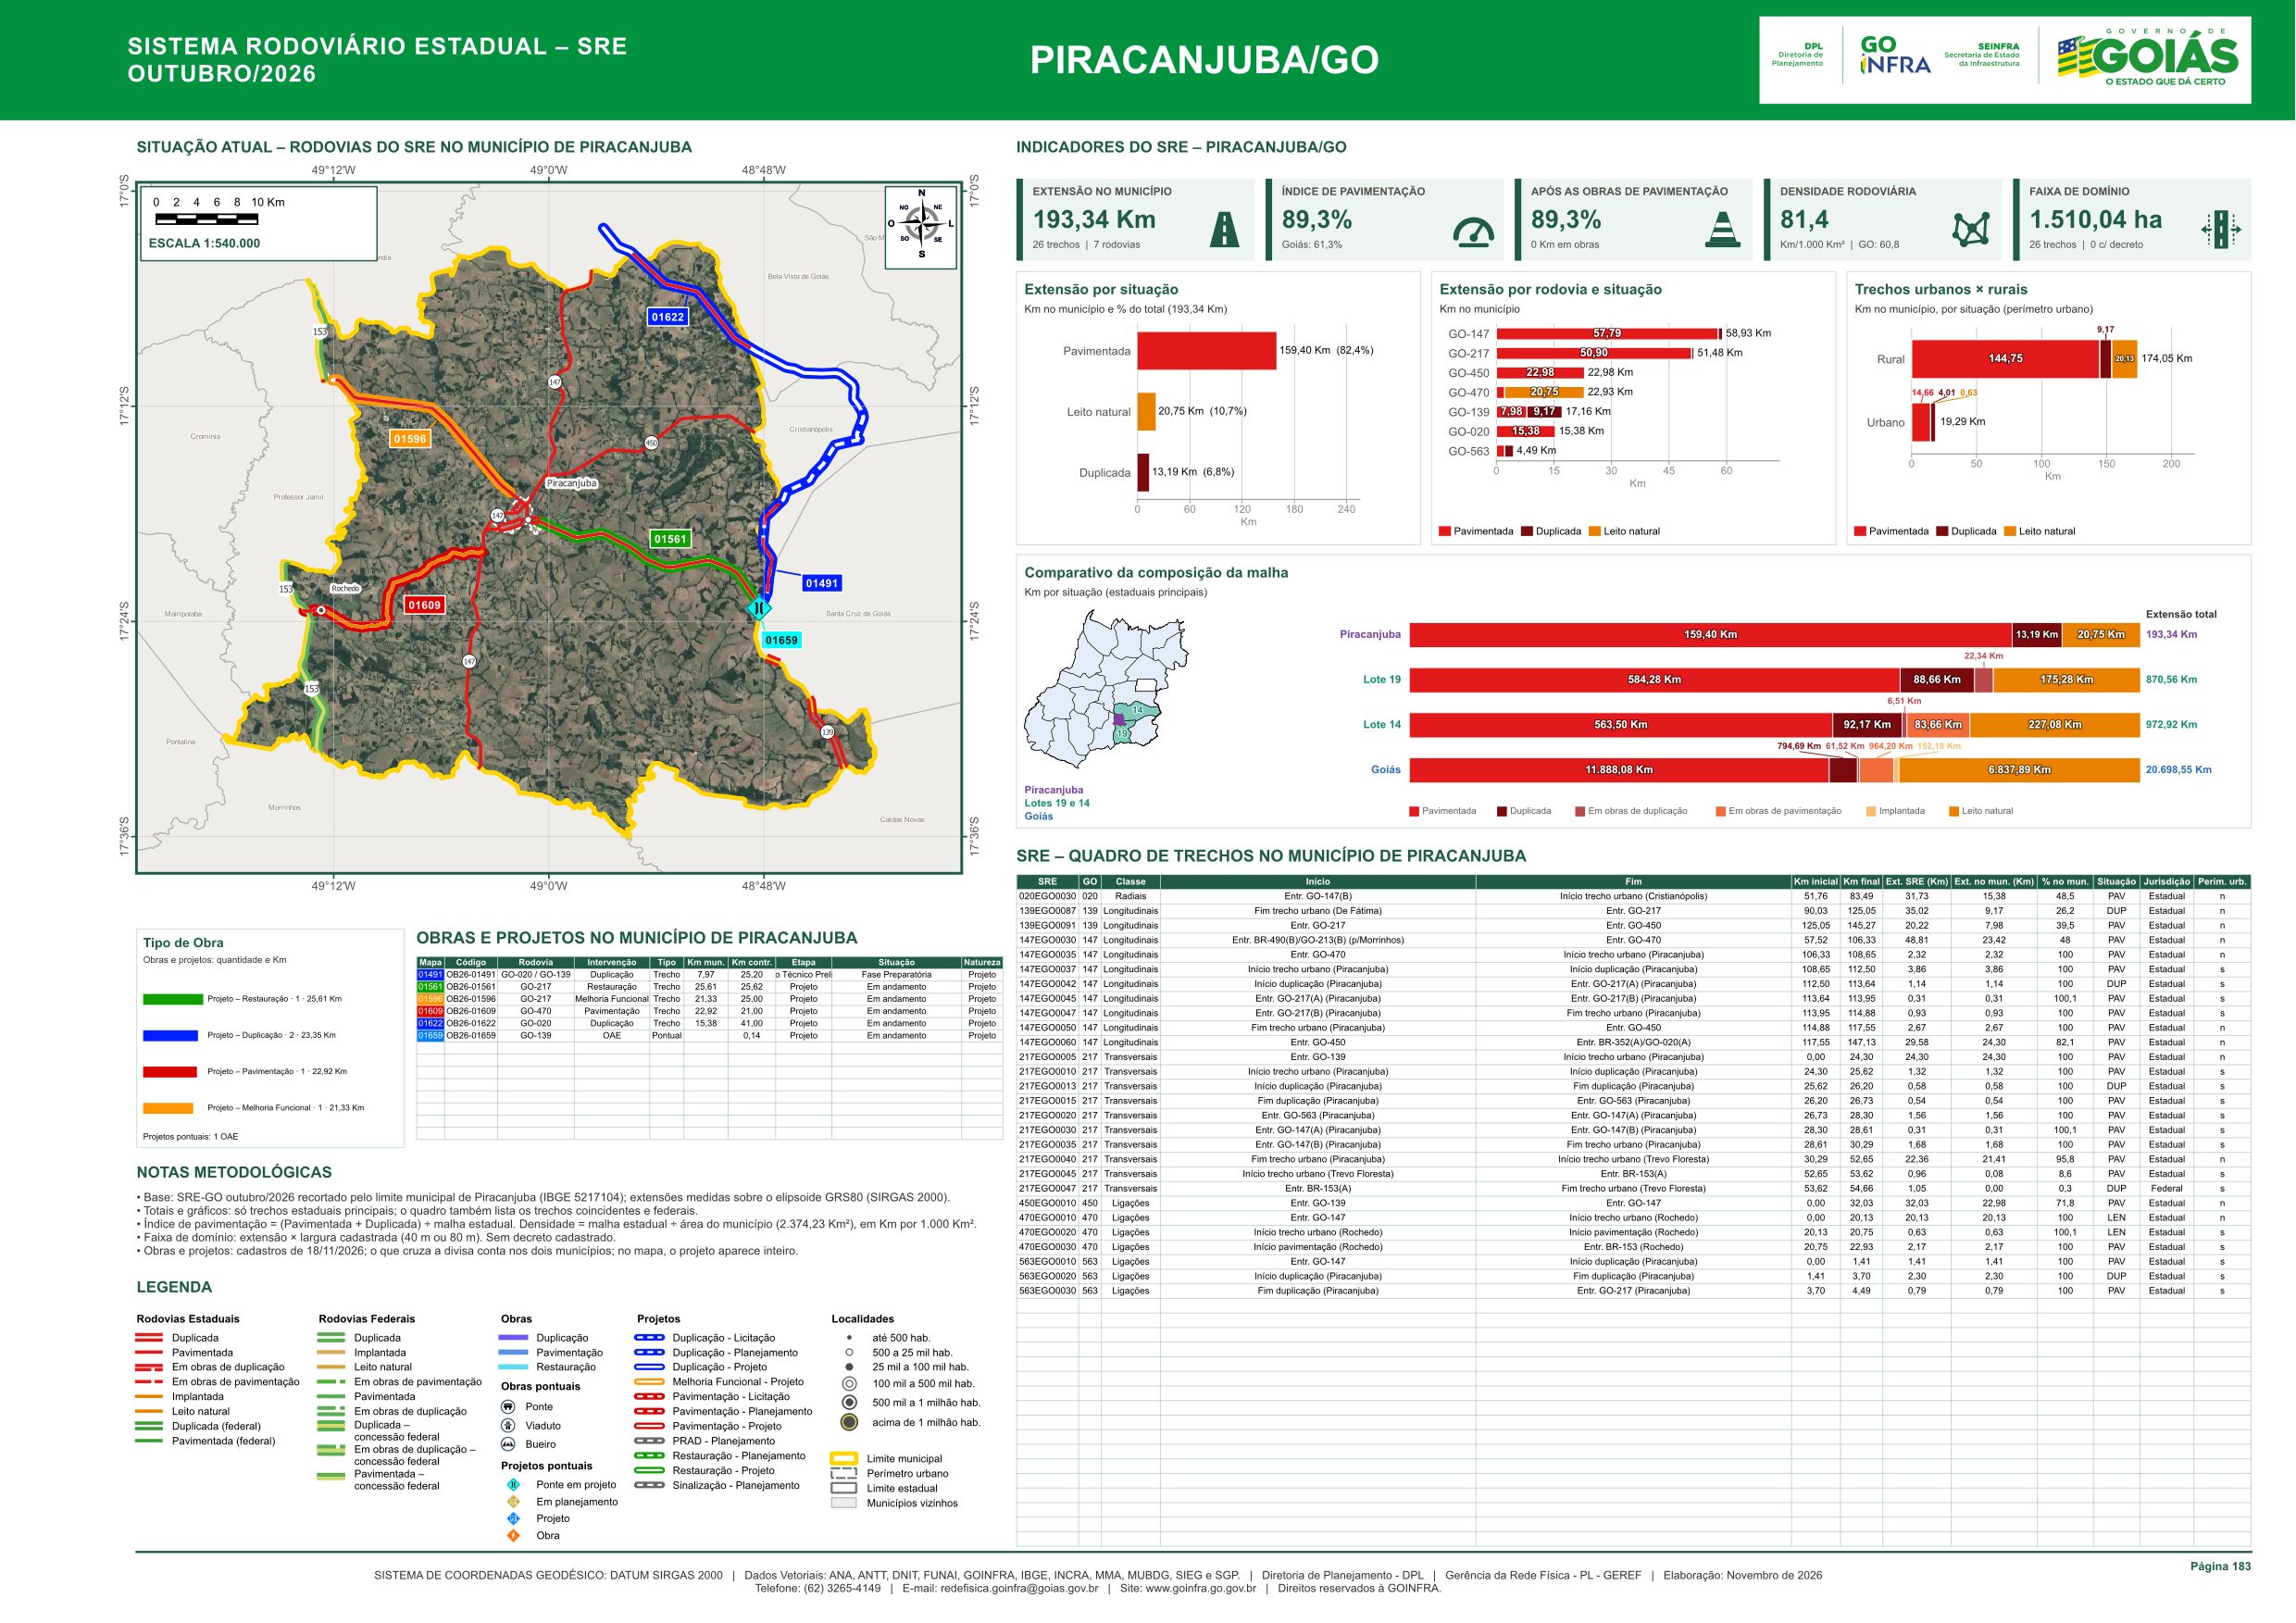 SISTEMA RODOVIÁRIO ESTADUAL – SRE
OUTUBRO/2026
PIRACANJUBA/GO
DPL
Diretoria de
Planejamento
GO
iNFRA
SEINFRA
Secretaria de Estado
da Infraestrutura
GOVERNO DE
GOIÁS
O ESTADO QUE DÁ CERTO
SITUAÇÃO ATUAL – RODOVIAS DO SRE NO MUNICÍPIO DE PIRACANJUBA
49°12'W 49°0'W 48°48'W
17°0'S 17°0'S
0 2 4 6 8 10 Km
ESCALA 1:540.000
N
NO NE
O L
SO SE
S
São M
ndia
Bela Vista de Goiás
01622
153
147
17°12'S 17°12'S
Cristianópolis
Cromínia
01596
450
Piracanjuba
Professor Jamil
147
01561
01491
153
Rochedo
01609
Mairipotaba
Santa Cruz de Goiás
17°24'S 17°24'S
01659
147
153
139
Pontalina
Morrinhos
Caldas Novas
17°36'S 17°36'S
49°12'W 49°0'W 48°48'W
Tipo de Obra
Obras e projetos: quantidade e Km
Projeto – Restauração · 1 · 25,61 Km
Projeto – Duplicação · 2 · 23,35 Km
Projeto – Pavimentação · 1 · 22,92 Km
Projeto – Melhoria Funcional · 1 · 21,33 Km
Projetos pontuais: 1 OAE
OBRAS E PROJETOS NO MUNICÍPIO DE PIRACANJUBA
Mapa Código Rodovia Intervenção Tipo Km mun. Km contr. Etapa Situação Natureza
01491 OB26-01491 GO-020 / GO-139 Duplicação Trecho 7,97 25,20 o Técnico Preli Fase Preparatória Projeto
01561 OB26-01561 GO-217 Restauração Trecho 25,61 25,62 Projeto Em andamento Projeto
01596 OB26-01596 GO-217 Melhoria Funcional Trecho 21,33 25,00 Projeto Em andamento Projeto
01609 OB26-01609 GO-470 Pavimentação Trecho 22,92 21,00 Projeto Em andamento Projeto
01622 OB26-01622 GO-020 Duplicação Trecho 15,38 41,00 Projeto Em andamento Projeto
01659 OB26-01659 GO-139 OAE Pontual 0,14 Projeto Em andamento Projeto
NOTAS METODOLÓGICAS
• Base: SRE-GO outubro/2026 recortado pelo limite municipal de Piracanjuba (IBGE 5217104); extensões medidas sobre o elipsoide GRS80 (SIRGAS 2000).
• Totais e gráficos: só trechos estaduais principais; o quadro também lista os trechos coincidentes e federais.
• Índice de pavimentação = (Pavimentada + Duplicada) ÷ malha estadual. Densidade = malha estadual ÷ área do município (2.374,23 Km²), em Km por 1.000 Km².
• Faixa de domínio: extensão × largura cadastrada (40 m ou 80 m). Sem decreto cadastrado.
• Obras e projetos: cadastros de 18/11/2026; o que cruza a divisa conta nos dois municípios; no mapa, o projeto aparece inteiro.
LEGENDA
Rodovias Estaduais
Duplicada
Pavimentada
Em obras de duplicação
Em obras de pavimentação
Implantada
Leito natural
Duplicada (federal)
Pavimentada (federal)
Rodovias Federais
Duplicada
Implantada
Leito natural
Em obras de pavimentação
Pavimentada
Em obras de duplicação
Duplicada –
concessão federal
Em obras de duplicação –
concessão federal
Pavimentada –
concessão federal
Obras
Duplicação
Pavimentação
Restauração
Obras pontuais
Ponte
Viaduto
Bueiro
Projetos pontuais
Ponte em projeto
Em planejamento
Projeto
Obra
Projetos
Duplicação - Licitação
Duplicação - Planejamento
Duplicação - Projeto
Melhoria Funcional - Projeto
Pavimentação - Licitação
Pavimentação - Planejamento
Pavimentação - Projeto
PRAD - Planejamento
Restauração - Planejamento
Restauração - Projeto
Sinalização - Planejamento
Localidades
até 500 hab.
500 a 25 mil hab.
25 mil a 100 mil hab.
100 mil a 500 mil hab.
500 mil a 1 milhão hab.
acima de 1 milhão hab.
Limite municipal
Perímetro urbano
Limite estadual
Municípios vizinhos
INDICADORES DO SRE – PIRACANJUBA/GO
EXTENSÃO NO MUNICÍPIO
193,34 Km
26 trechos | 7 rodovias
ÍNDICE DE PAVIMENTAÇÃO
89,3%
Goiás: 61,3%
APÓS AS OBRAS DE PAVIMENTAÇÃO
89,3%
0 Km em obras
DENSIDADE RODOVIÁRIA
81,4
Km/1.000 Km² | GO: 60,8
FAIXA DE DOMÍNIO
1.510,04 ha
26 trechos | 0 c/ decreto
Extensão por situação
Km no município e % do total (193,34 Km)
Pavimentada 159,40 Km (82,4%)
Leito natural 20,75 Km (10,7%)
Duplicada 13,19 Km (6,8%)
0 60 120 180 240
Km
Extensão por rodovia e situação
Km no município
GO-147 57,79 58,93 Km
GO-217 50,90 51,48 Km
GO-450 22,98 22,98 Km
GO-470 20,75 22,93 Km
GO-139 7,98 9,17 17,16 Km
GO-020 15,38 15,38 Km
GO-563 4,49 Km
0 15 30 45 60
Km
Pavimentada Duplicada Leito natural
Trechos urbanos × rurais
Km no município, por situação (perímetro urbano)
9,17
Rural 144,75 20,13 174,05 Km
14,66 4,01 0,63
Urbano 19,29 Km
0 50 100 150 200
Km
Pavimentada Duplicada Leito natural
Comparativo da composição da malha
Km por situação (estaduais principais)
14
19
Piracanjuba
Lotes 19 e 14
Goiás
Extensão total
Piracanjuba 159,40 Km 13,19 Km 20,75 Km 193,34 Km
22,34 Km
Lote 19 584,28 Km 88,66 Km 175,28 Km 870,56 Km
6,51 Km
Lote 14 563,50 Km 92,17 Km 83,66 Km 227,08 Km 972,92 Km
794,69 Km 61,52 Km 964,20 Km 152,18 Km
Goiás 11.888,08 Km 6.837,89 Km 20.698,55 Km
Pavimentada Duplicada Em obras de duplicação Em obras de pavimentação Implantada Leito natural
SRE – QUADRO DE TRECHOS NO MUNICÍPIO DE PIRACANJUBA
SRE GO Classe Inicio Fim Km inicial Km final Ext. SRE (Km) Ext. no mun. (Km) % no mun. Situação Jurisdição Perím. urb.
020EGO0030 020 Radiais Entr. GO-147(B) Início trecho urbano (Cristianópolis) 51,76 83,49 31,73 15,38 48,5 PAV Estadual n
139EGO0087 139 Longitudinais Fim trecho urbano (De Fátima) Entr. GO-217 90,03 125,05 35,02 9,17 26,2 DUP Estadual n
139EGO0091 139 Longitudinais Entr. GO-217 Entr. GO-450 125,05 145,27 20,22 7,98 39,5 PAV Estadual n
147EGO0030 147 Longitudinais Entr. BR-490(B)/GO-213(B) (p/Morrinhos) Entr. GO-470 57,52 106,33 48,81 23,42 48 PAV Estadual n
147EGO0035 147 Longitudinais Entr. GO-470 Início trecho urbano (Piracanjuba) 106,33 108,65 2,32 2,32 100 PAV Estadual n
147EGO0037 147 Longitudinais Início trecho urbano (Piracanjuba) Início duplicação (Piracanjuba) 108,65 112,50 3,86 3,86 100 PAV Estadual s
147EGO0042 147 Longitudinais Início duplicação (Piracanjuba) Entr. GO-217(A) (Piracanjuba) 112,50 113,64 1,14 1,14 100 DUP Estadual s
147EGO0045 147 Longitudinais Entr. GO-217(A) (Piracanjuba) Entr. GO-217(B) (Piracanjuba) 113,64 113,95 0,31 0,31 100,1 PAV Estadual s
147EGO0047 147 Longitudinais Entr. GO-217(B) (Piracanjuba) Fim trecho urbano (Piracanjuba) 113,95 114,88 0,93 0,93 100 PAV Estadual s
147EGO0050 147 Longitudinais Fim trecho urbano (Piracanjuba) Entr. GO-450 114,88 117,55 2,67 2,67 100 PAV Estadual n
147EGO0060 147 Longitudinais Entr. GO-450 Entr. BR-352(A)/GO-020(A) 117,55 147,13 29,58 24,30 82,1 PAV Estadual n
217EGO0005 217 Transversais Entr. GO-139 Início trecho urbano (Piracanjuba) 0,00 24,30 24,30 24,30 100 PAV Estadual n
217EGO0010 217 Transversais Início trecho urbano (Piracanjuba) Início duplicação (Piracanjuba) 24,30 25,62 1,32 1,32 100 PAV Estadual s
217EGO0013 217 Transversais Início duplicação (Piracanjuba) Fim duplicação (Piracanjuba) 25,62 26,20 0,58 0,58 100 DUP Estadual s
217EGO0015 217 Transversais Fim duplicação (Piracanjuba) Entr. GO-563 (Piracanjuba) 26,20 26,73 0,54 0,54 100 PAV Estadual s
217EGO0020 217 Transversais Entr. GO-563 (Piracanjuba) Entr. GO-147(A) (Piracanjuba) 26,73 28,30 1,56 1,56 100 PAV Estadual s
217EGO0030 217 Transversais Entr. GO-147(A) (Piracanjuba) Entr. GO-147(B) (Piracanjuba) 28,30 28,61 0,31 0,31 100,1 PAV Estadual s
217EGO0035 217 Transversais Entr. GO-147(B) (Piracanjuba) Fim trecho urbano (Piracanjuba) 28,61 30,29 1,68 1,68 100 PAV Estadual s
217EGO0040 217 Transversais Fim trecho urbano (Piracanjuba) Início trecho urbano (Trevo Floresta) 30,29 52,65 22,36 21,41 95,8 PAV Estadual n
217EGO0045 217 Transversais Início trecho urbano (Trevo Floresta) Entr. BR-153(A) 52,65 53,62 0,96 0,08 8,6 PAV Estadual s
217EGO0047 217 Transversais Entr. BR-153(A) Fim trecho urbano (Trevo Floresta) 53,62 54,66 1,05 0,00 0,3 DUP Federal s
450EGO0010 450 Ligações Entr. GO-139 Entr. GO-147 0,00 32,03 32,03 22,98 71,8 PAV Estadual n
470EGO0010 470 Ligações Entr. GO-147 Início trecho urbano (Rochedo) 0,00 20,13 20,13 20,13 100 LEN Estadual n
470EGO0020 470 Ligações Início trecho urbano (Rochedo) Início pavimentação (Rochedo) 20,13 20,75 0,63 0,63 100,1 LEN Estadual s
470EGO0030 470 Ligações Início pavimentação (Rochedo) Entr. BR-153 (Rochedo) 20,75 22,93 2,17 2,17 100 PAV Estadual s
563EGO0010 563 Ligações Entr. GO-147 Início duplicação (Piracanjuba) 0,00 1,41 1,41 1,41 100 PAV Estadual s
563EGO0020 563 Ligações Início duplicação (Piracanjuba) Fim duplicação (Piracanjuba) 1,41 3,70 2,30 2,30 100 DUP Estadual s
563EGO0030 563 Ligações Fim duplicação (Piracanjuba) Entr. GO-217 (Piracanjuba) 3,70 4,49 0,79 0,79 100 PAV Estadual s
Página 183
SISTEMA DE COORDENADAS GEODÉSICO: DATUM SIRGAS 2000 | Dados Vetoriais: ANA, ANTT, DNIT, FUNAI, GOINFRA, IBGE, INCRA, MMA, MUBDG, SIEG e SGP. | Diretoria de Planejamento - DPL | Gerência da Rede Física - PL - GEREF | Elaboração: Novembro de 2026
Telefone: (62) 3265-4149 | E-mail: redefisica.goinfra@goias.gov.br | Site: www.goinfra.go.gov.br | Direitos reservados à GOINFRA.